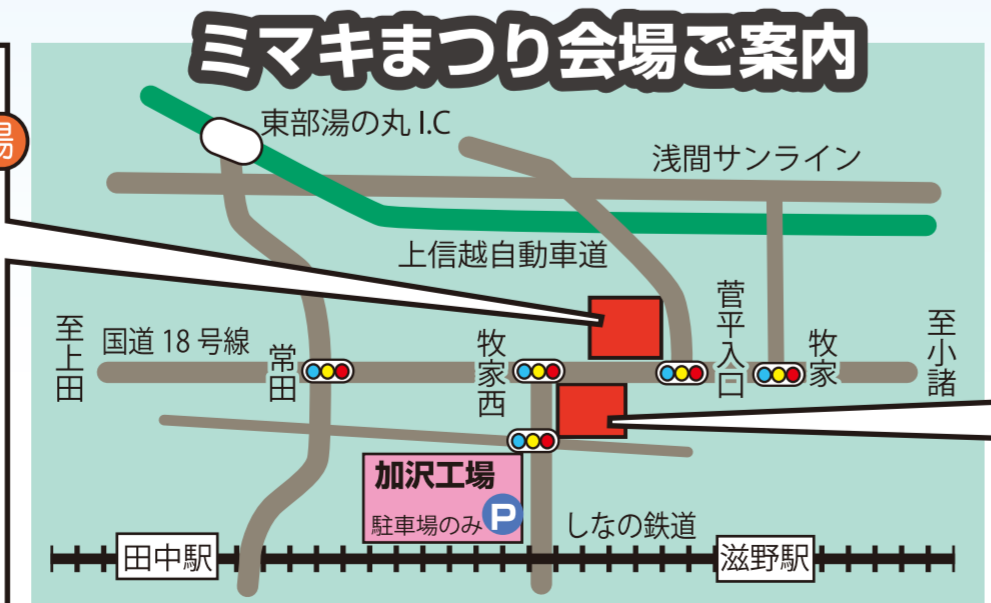 ミマキまつり会場ご案内
場
東部湯の丸 I.C
浅間サンライン
上信越自動車道
至上田
国道 18 号線
常田
牧家西
菅平入口
牧家
至小諸
加沢工場
駐車場のみ P
しなの鉄道
田中駅
滋野駅